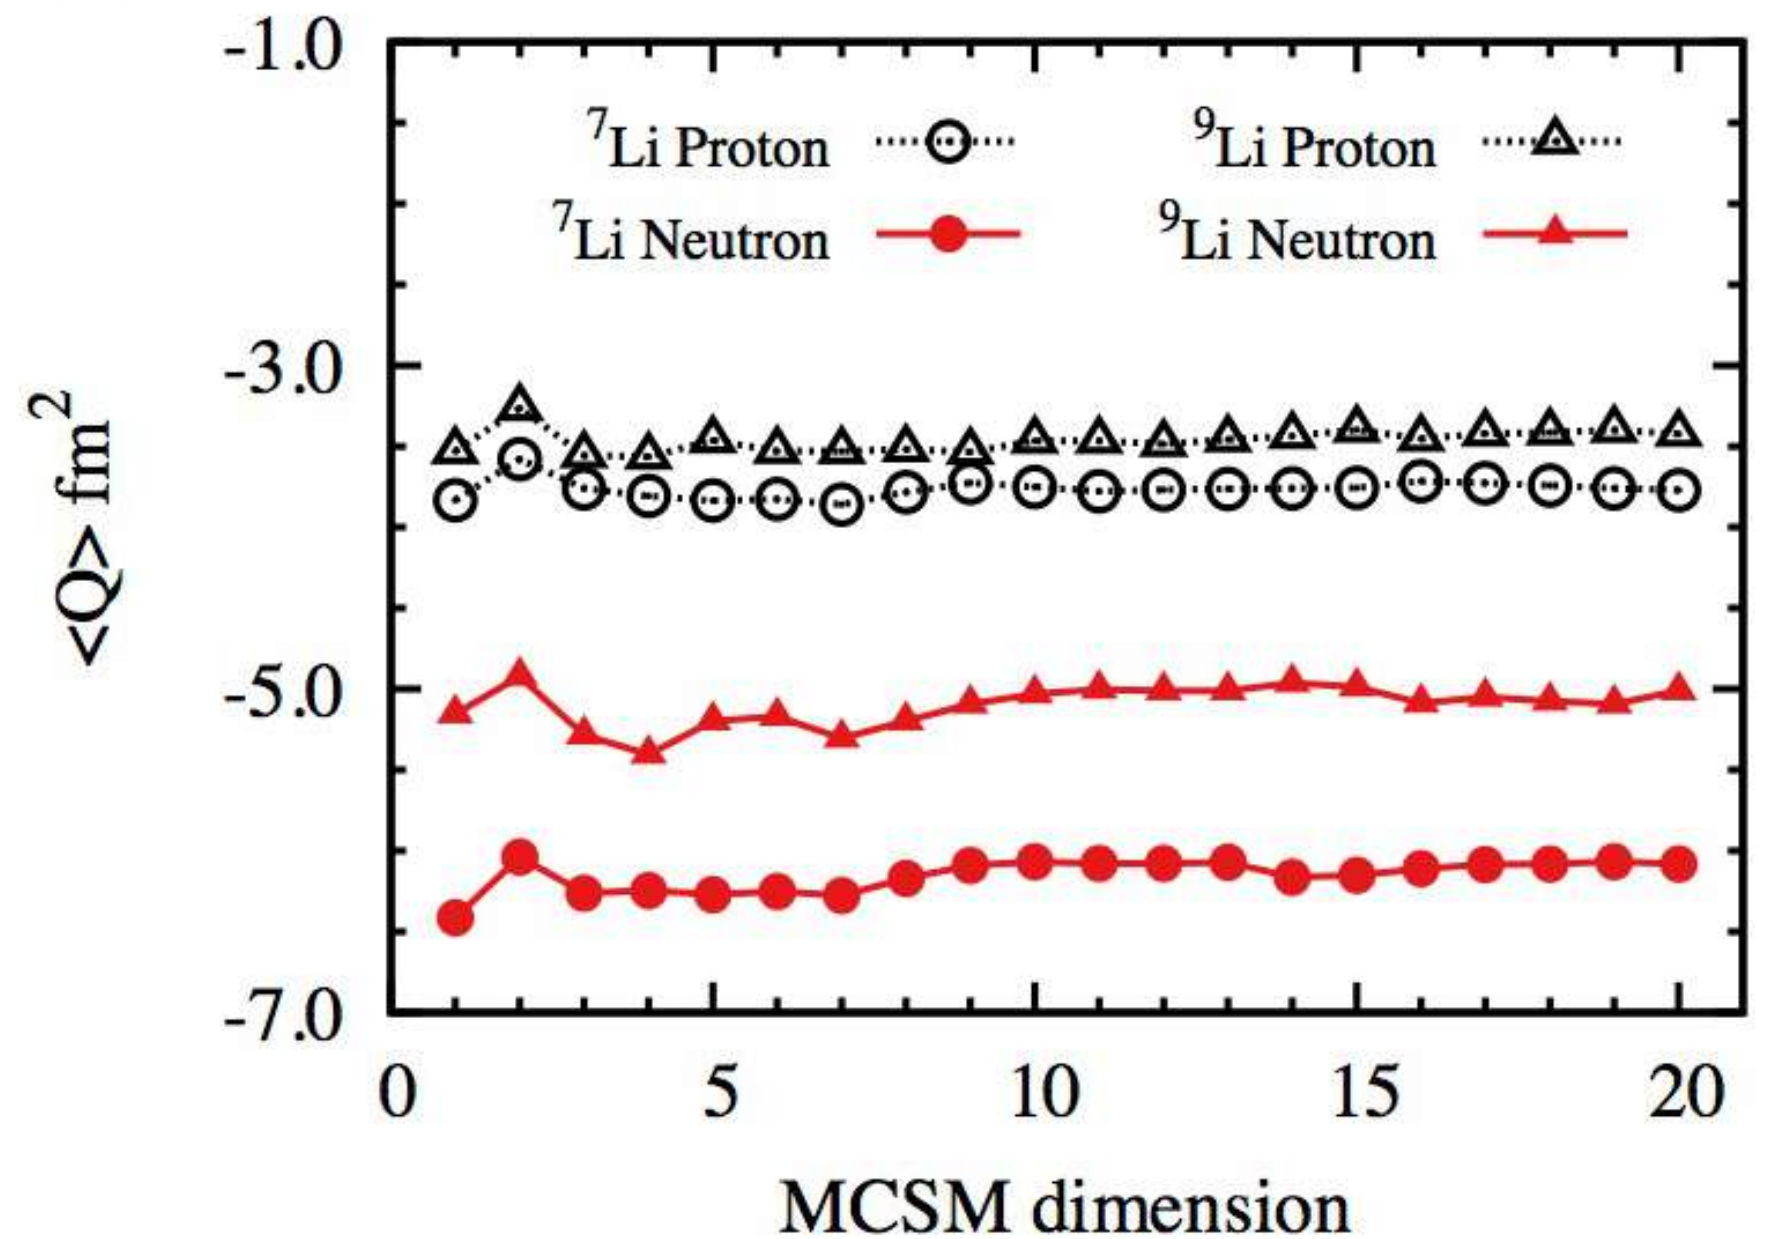 -1.0
-3.0
-5.0
-7.0
<Q> fm²
⁷Li Proton
⁹Li Proton
⁷Li Neutron
⁹Li Neutron
0 5 10 15 20
MCSM dimension